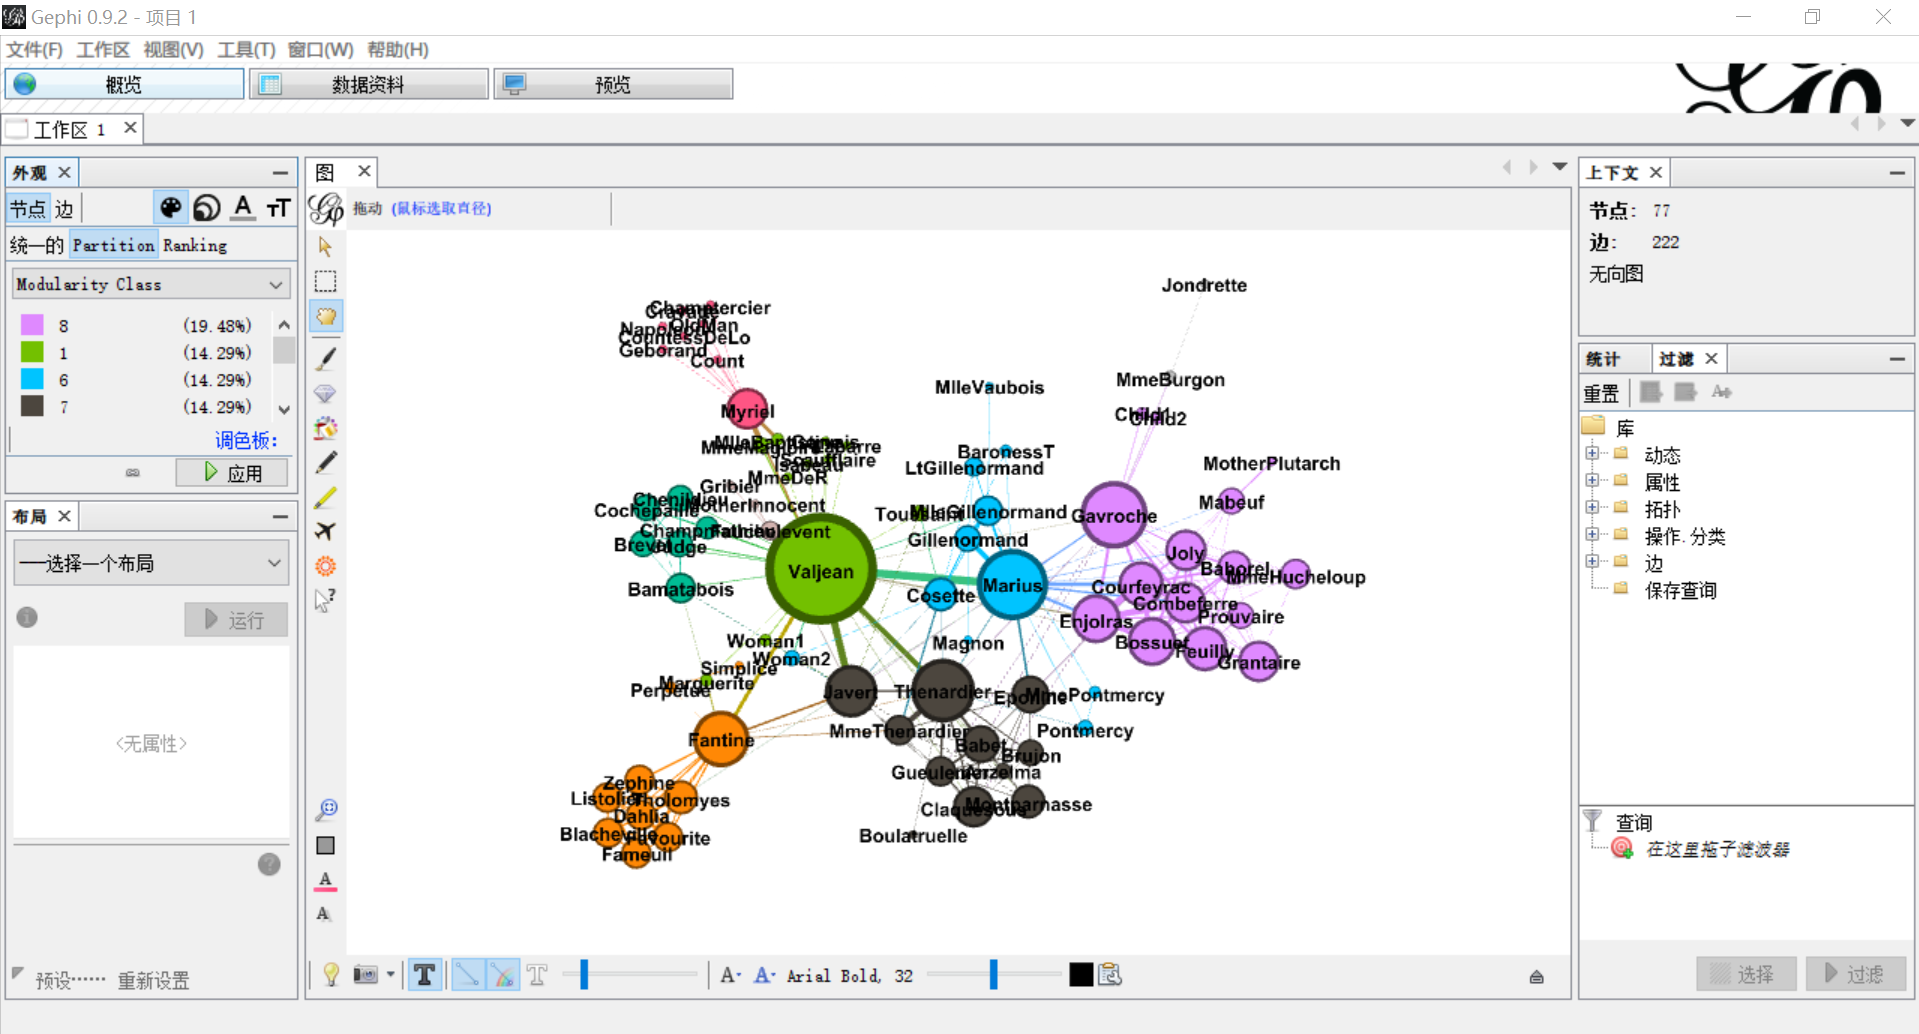 Gephi 0.9.2 - 项目 1
文件(F) 工作区 视图(V) 工具(T) 窗口(W) 帮助(H)
概览 数据资料 预览
工作区 1
外观
节点 边
统一的 Partition Ranking
Modularity Class
8 (19.48%)
1 (14.29%)
6 (14.29%)
7 (14.29%)
调色板:
应用
布局
---选择一个布局
运行
<无属性>
预设······ 重新设置
图
拖动 (鼠标选取直径)
Jondrette
Champtercier
Cravatte
OldMan
Napoleon
CountessDeLo
Geborand
Count
MmeBurgon
MlleVaubois
Child1
Child2
Myriel
MlleBaptistine
Gervais
MmeMagloire
Labarre
BaronessT
Scaufflaire
Isabeau
LtGillenormand
MotherPlutarch
MmeDeR
Gribier
Chenildieu
MotherInnocent
Mabeuf
Cochepaille
Toussaint
MlleGillenormand
Gavroche
Champmathieu
Fauchelevent
Gillenormand
Brevet
Judge
Joly
Valjean
Bahorel
MmeHucheloup
Marius
Courfeyrac
Bamatabois
Cosette
Combeferre
Prouvaire
Enjolras
Woman1
Magnon
Bossuet
Feuilly
Woman2
Grantaire
Simplice
Marguerite
Perpetue
Javert
Thenardier
Eponine
MmePontmercy
MmeThenardier
Pontmercy
Fantine
Babet
Brujon
Gueulemer
Anzelma
Zephine
Listolier
Tholomyes
Claquesous
Montparnasse
Dahlia
Blacheville
Favourite
Boulatruelle
Fameuil
Arial Bold, 32
上下文
节点: 77
边: 222
无向图
统计 过滤
重置
库
动态
属性
拓扑
操作.分类
边
保存查询
查询
在这里拖子滤波器
选择 过滤